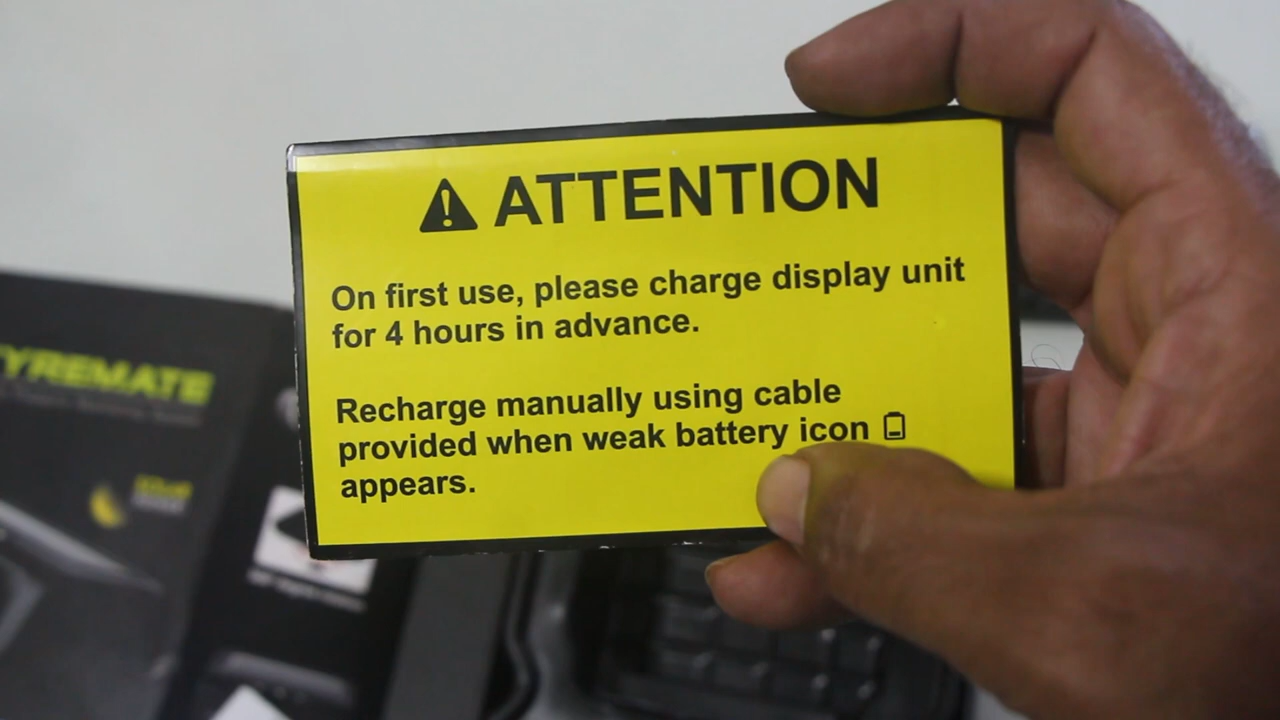 ATTENTION
On first use, please charge display unit
for 4 hours in advance.
Recharge manually using cable
provided when weak battery icon
appears.
TYREMATE